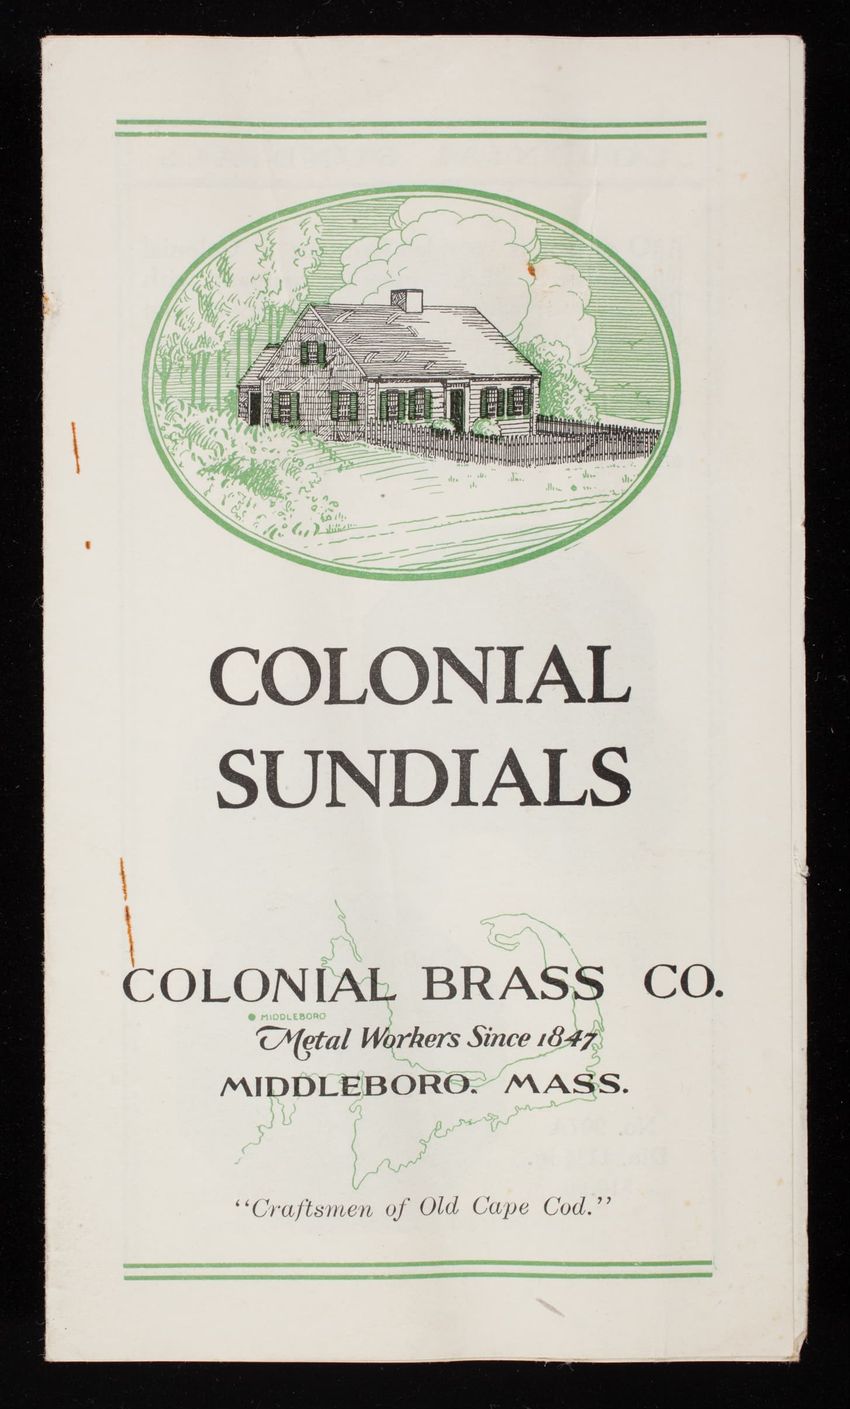 COLONIAL
SUNDIALS
COLONIAL BRASS CO.
MIDDLEBORO
Metal Workers Since 1847
MIDDLEBORO. MASS.
“Craftsmen of Old Cape Cod.”